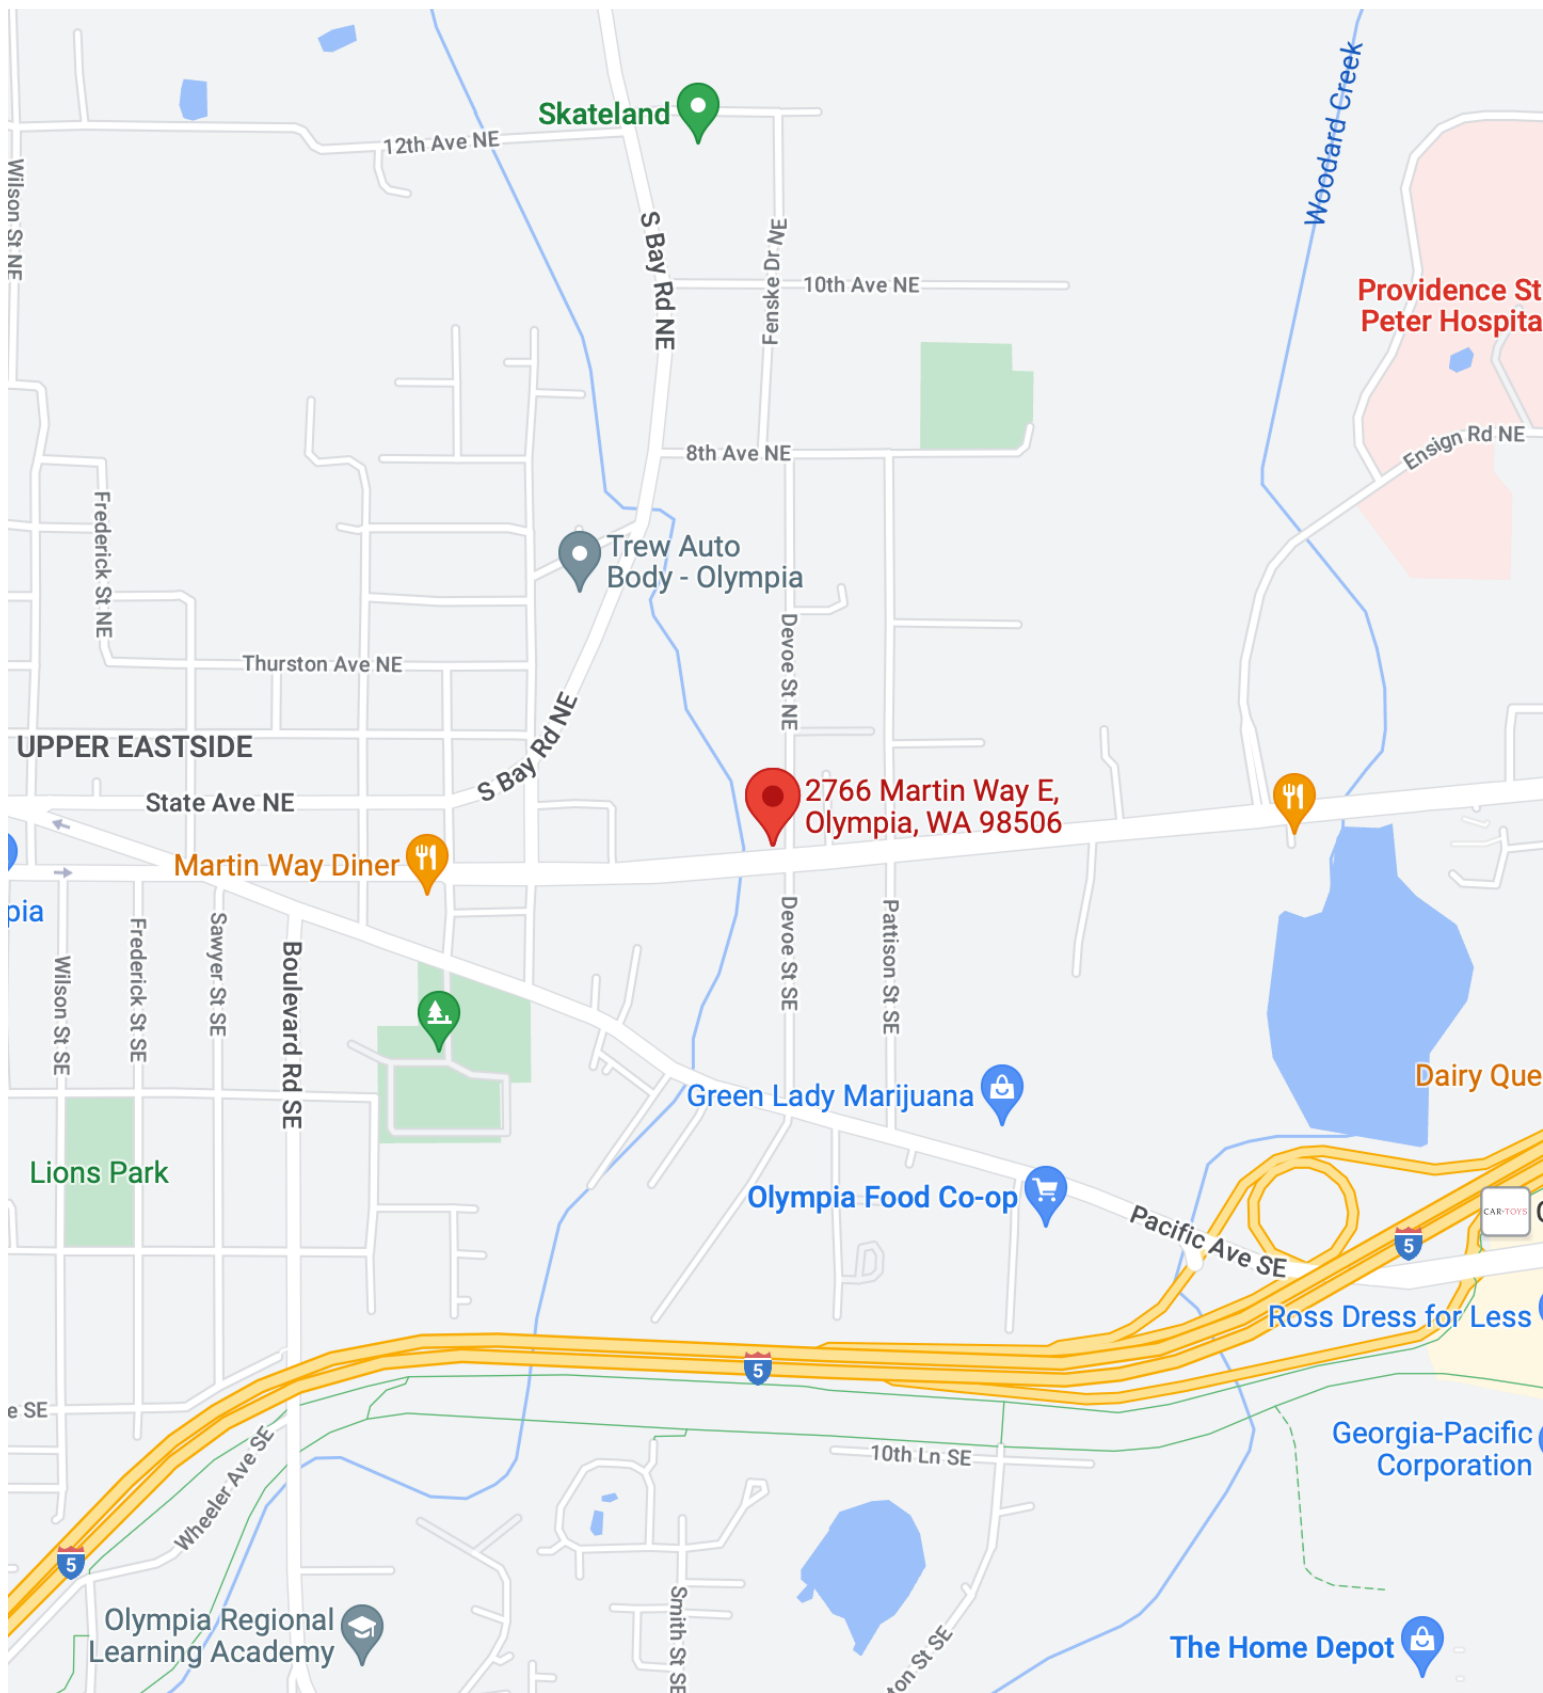 Skateland
12th Ave NE
Wilson St NE
Woodard Creek
S Bay Rd NE
Fenske Dr NE
10th Ave NE
Providence St
Peter Hospita
8th Ave NE
Ensign Rd NE
Frederick St NE
Trew Auto
Body - Olympia
Devoe St NE
Thurston Ave NE
S Bay Rd NE
UPPER EASTSIDE
State Ave NE
2766 Martin Way E,
Olympia, WA 98506
Martin Way Diner
pia
Wilson St SE
Frederick St SE
Sawyer St SE
Boulevard Rd SE
Devoe St SE
Pattison St SE
Green Lady Marijuana
Dairy Que
Lions Park
Olympia Food Co-op
Pacific Ave SE
CAR-TOYS
5
5
Ross Dress for Less
e SE
Wheeler Ave SE
10th Ln SE
Georgia-Pacific
Corporation
5
Olympia Regional
Learning Academy
Smith St SE
ton St SE
The Home Depot